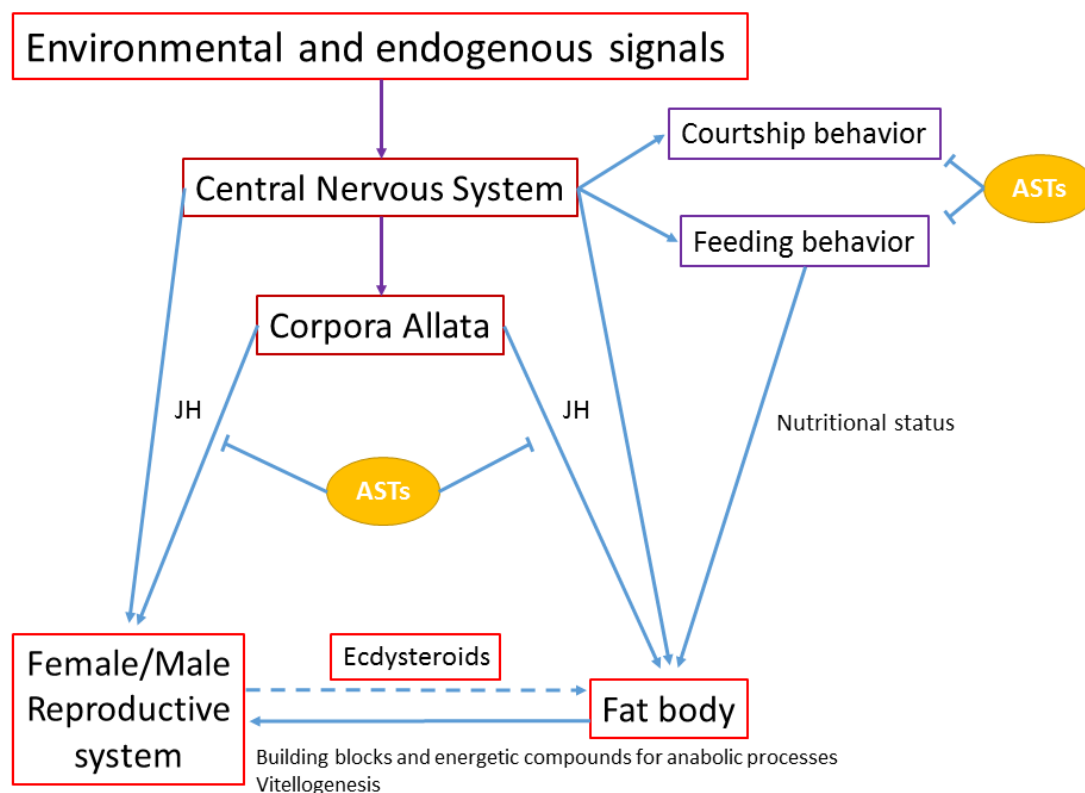 Environmental and endogenous signals
Courtship behavior
ASTs
Central Nervous System
Feeding behavior
Corpora Allata
JH
JH
Nutritional status
ASTs
Female/Male
Reproductive
system
Ecdysteroids
Fat body
Building blocks and energetic compounds for anabolic processes
Vitellogenesis